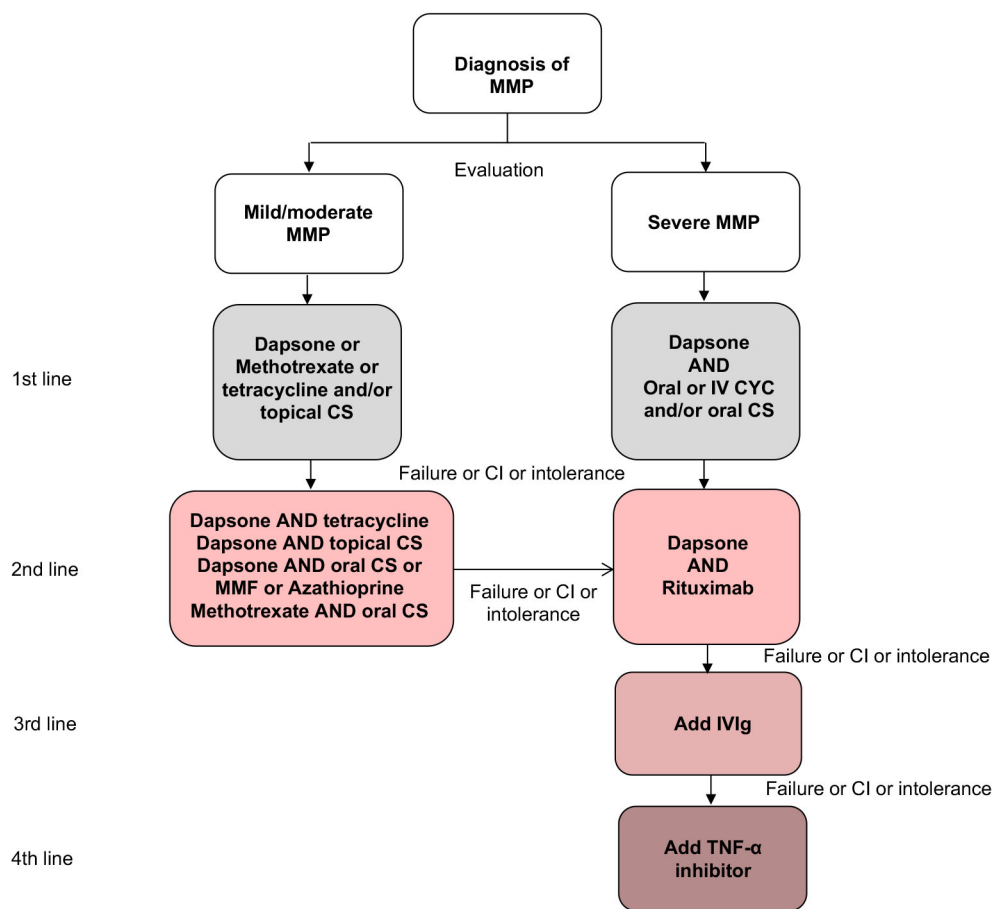 Diagnosis of
MMP
Evaluation
Mild/moderate
MMP
Severe MMP
1st line
Dapsone or
Methotrexate or
tetracycline and/or
topical CS
Dapsone
AND
Oral or IV CYC
and/or oral CS
Failure or CI or intolerance
2nd line
Dapsone AND tetracycline
Dapsone AND topical CS
Dapsone AND oral CS or
MMF or Azathioprine
Methotrexate AND oral CS
Failure or CI or
intolerance
Dapsone
AND
Rituximab
Failure or CI or intolerance
3rd line
Add IVIg
Failure or CI or intolerance
4th line
Add TNF-α
inhibitor